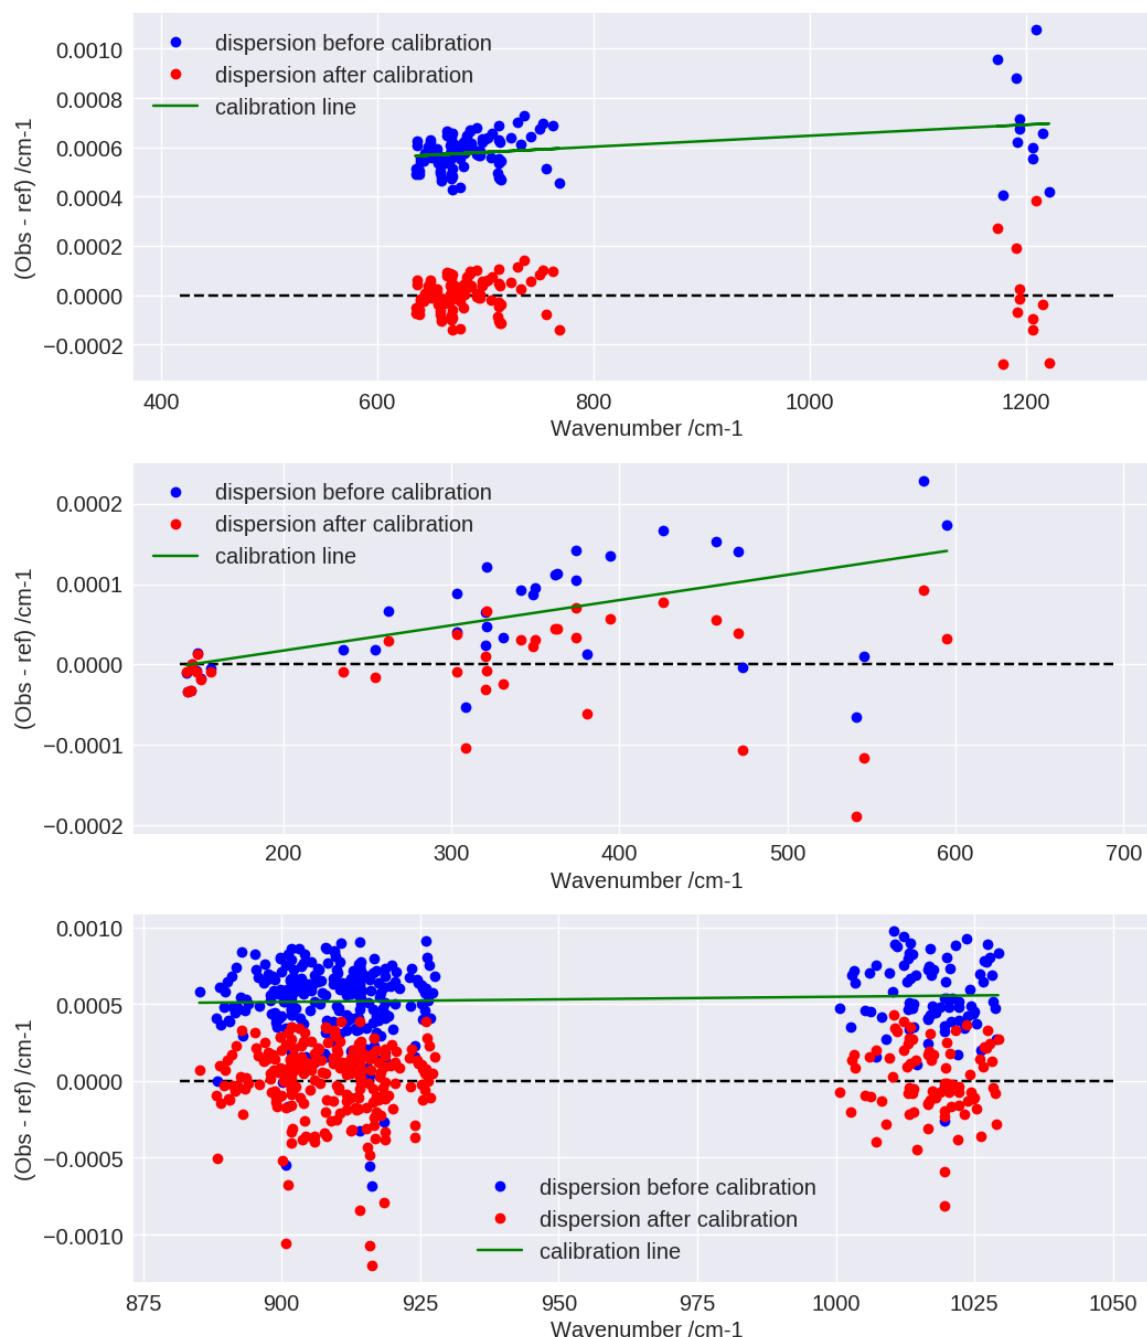 0.0010
0.0008
0.0006
0.0004
0.0002
0.0000
−0.0002
(Obs - ref) /cm-1
dispersion before calibration
dispersion after calibration
calibration line
400 600 800 1000 1200
Wavenumber /cm-1
0.0002
0.0001
0.0000
−0.0001
−0.0002
(Obs - ref) /cm-1
dispersion before calibration
dispersion after calibration
calibration line
200 300 400 500 600 700
Wavenumber /cm-1
0.0010
0.0005
0.0000
−0.0005
−0.0010
(Obs - ref) /cm-1
dispersion before calibration
dispersion after calibration
calibration line
875 900 925 950 975 1000 1025 1050
Wavenumber /cm-1